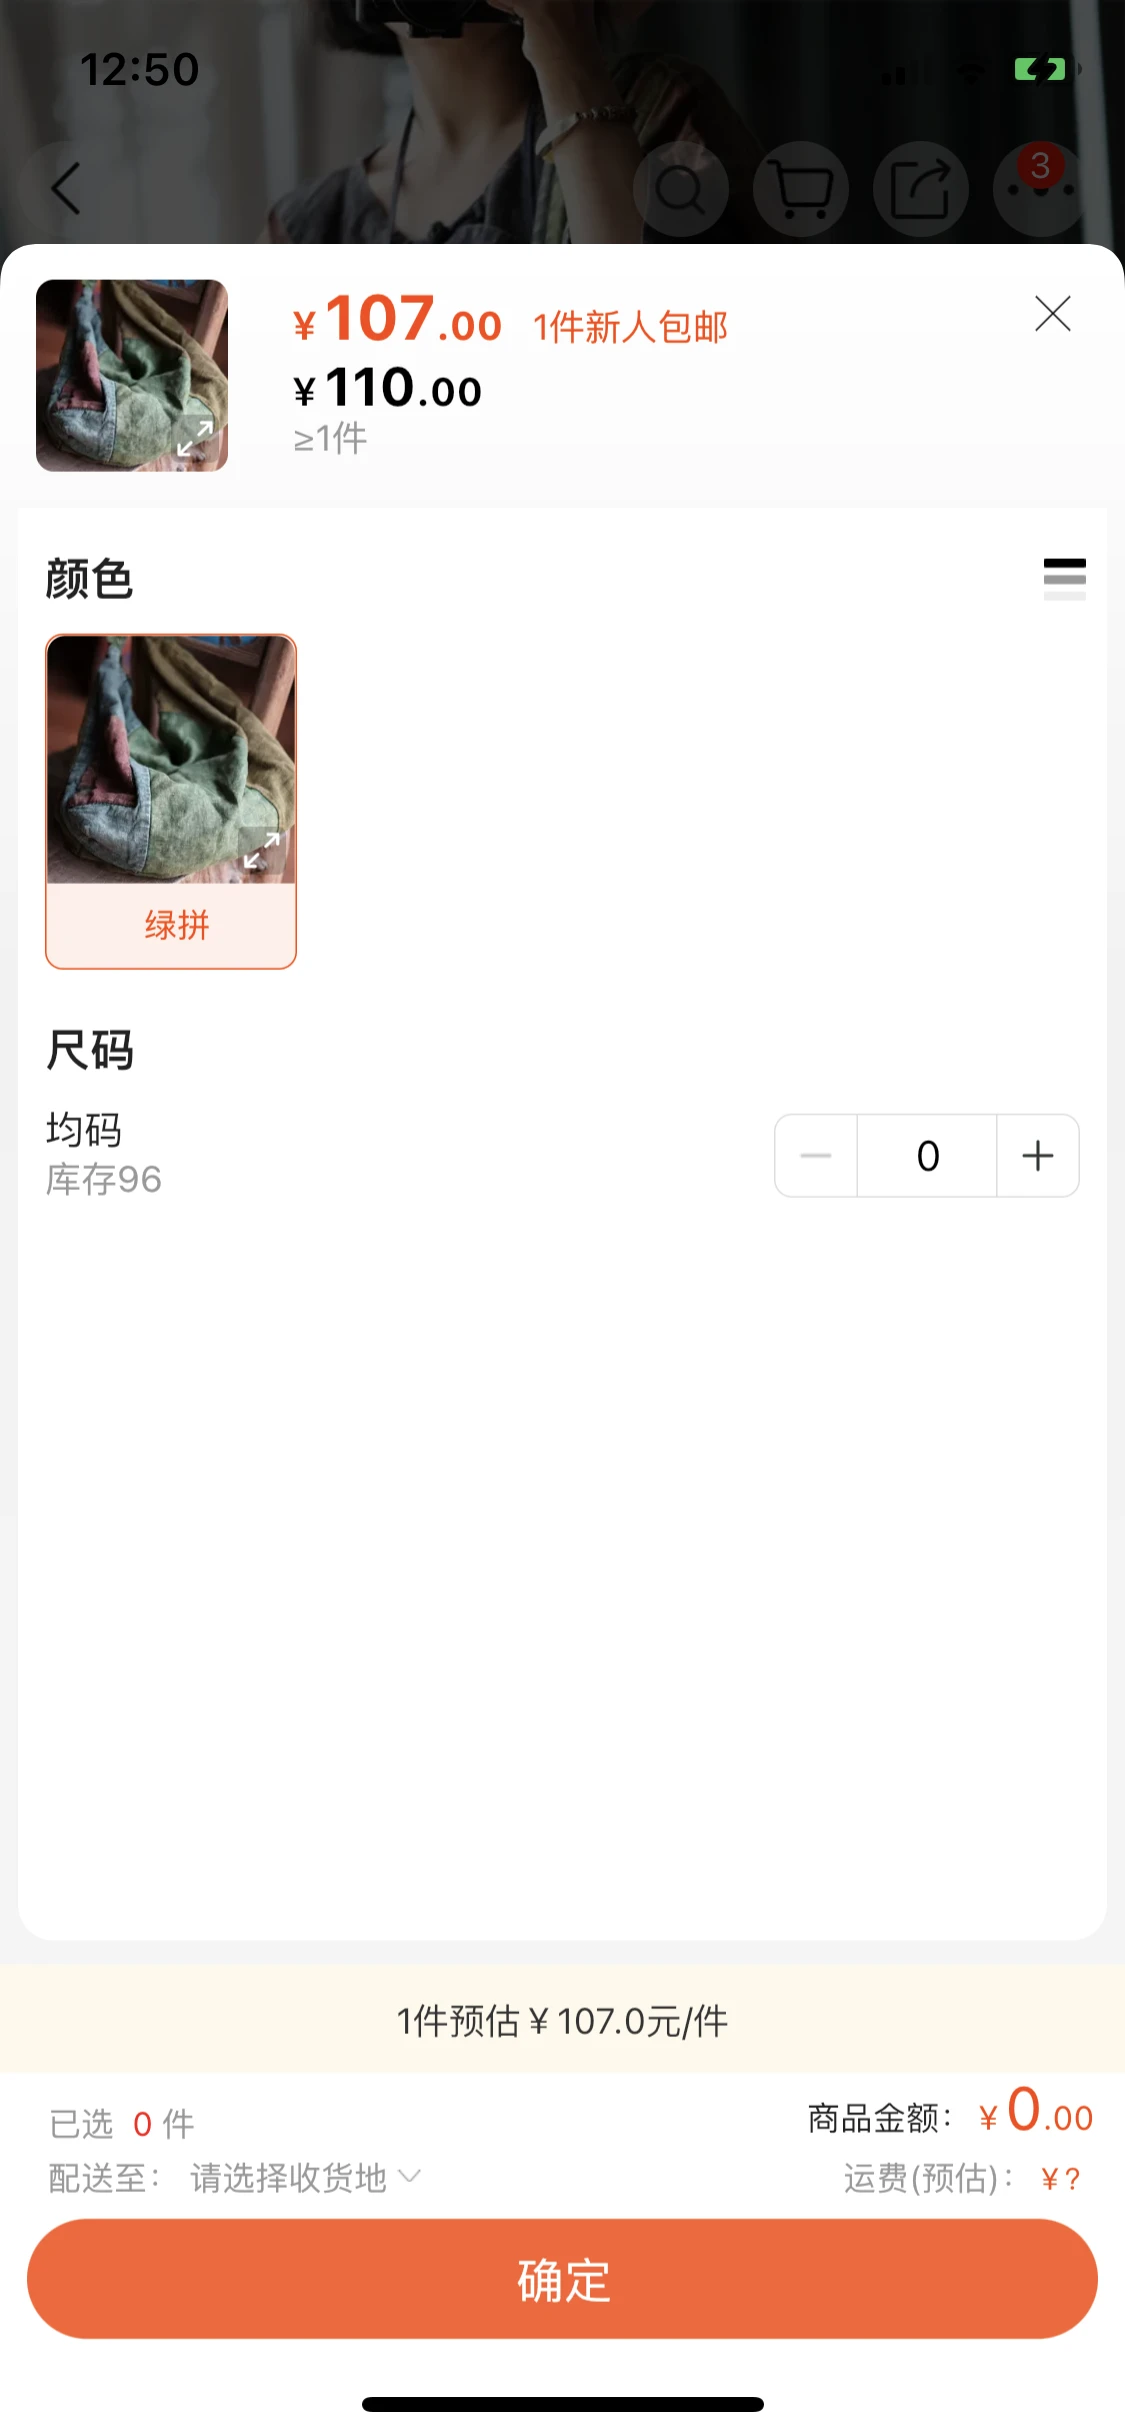 12:50
3
¥107.00 1件新人包邮
¥110.00
≥1件
颜色
绿拼
尺码
均码
库存96
0
1件预估¥107.0元/件
已选 0 件
商品金额： ¥0.00
配送至： 请选择收货地
运费(预估)： ¥?
确定